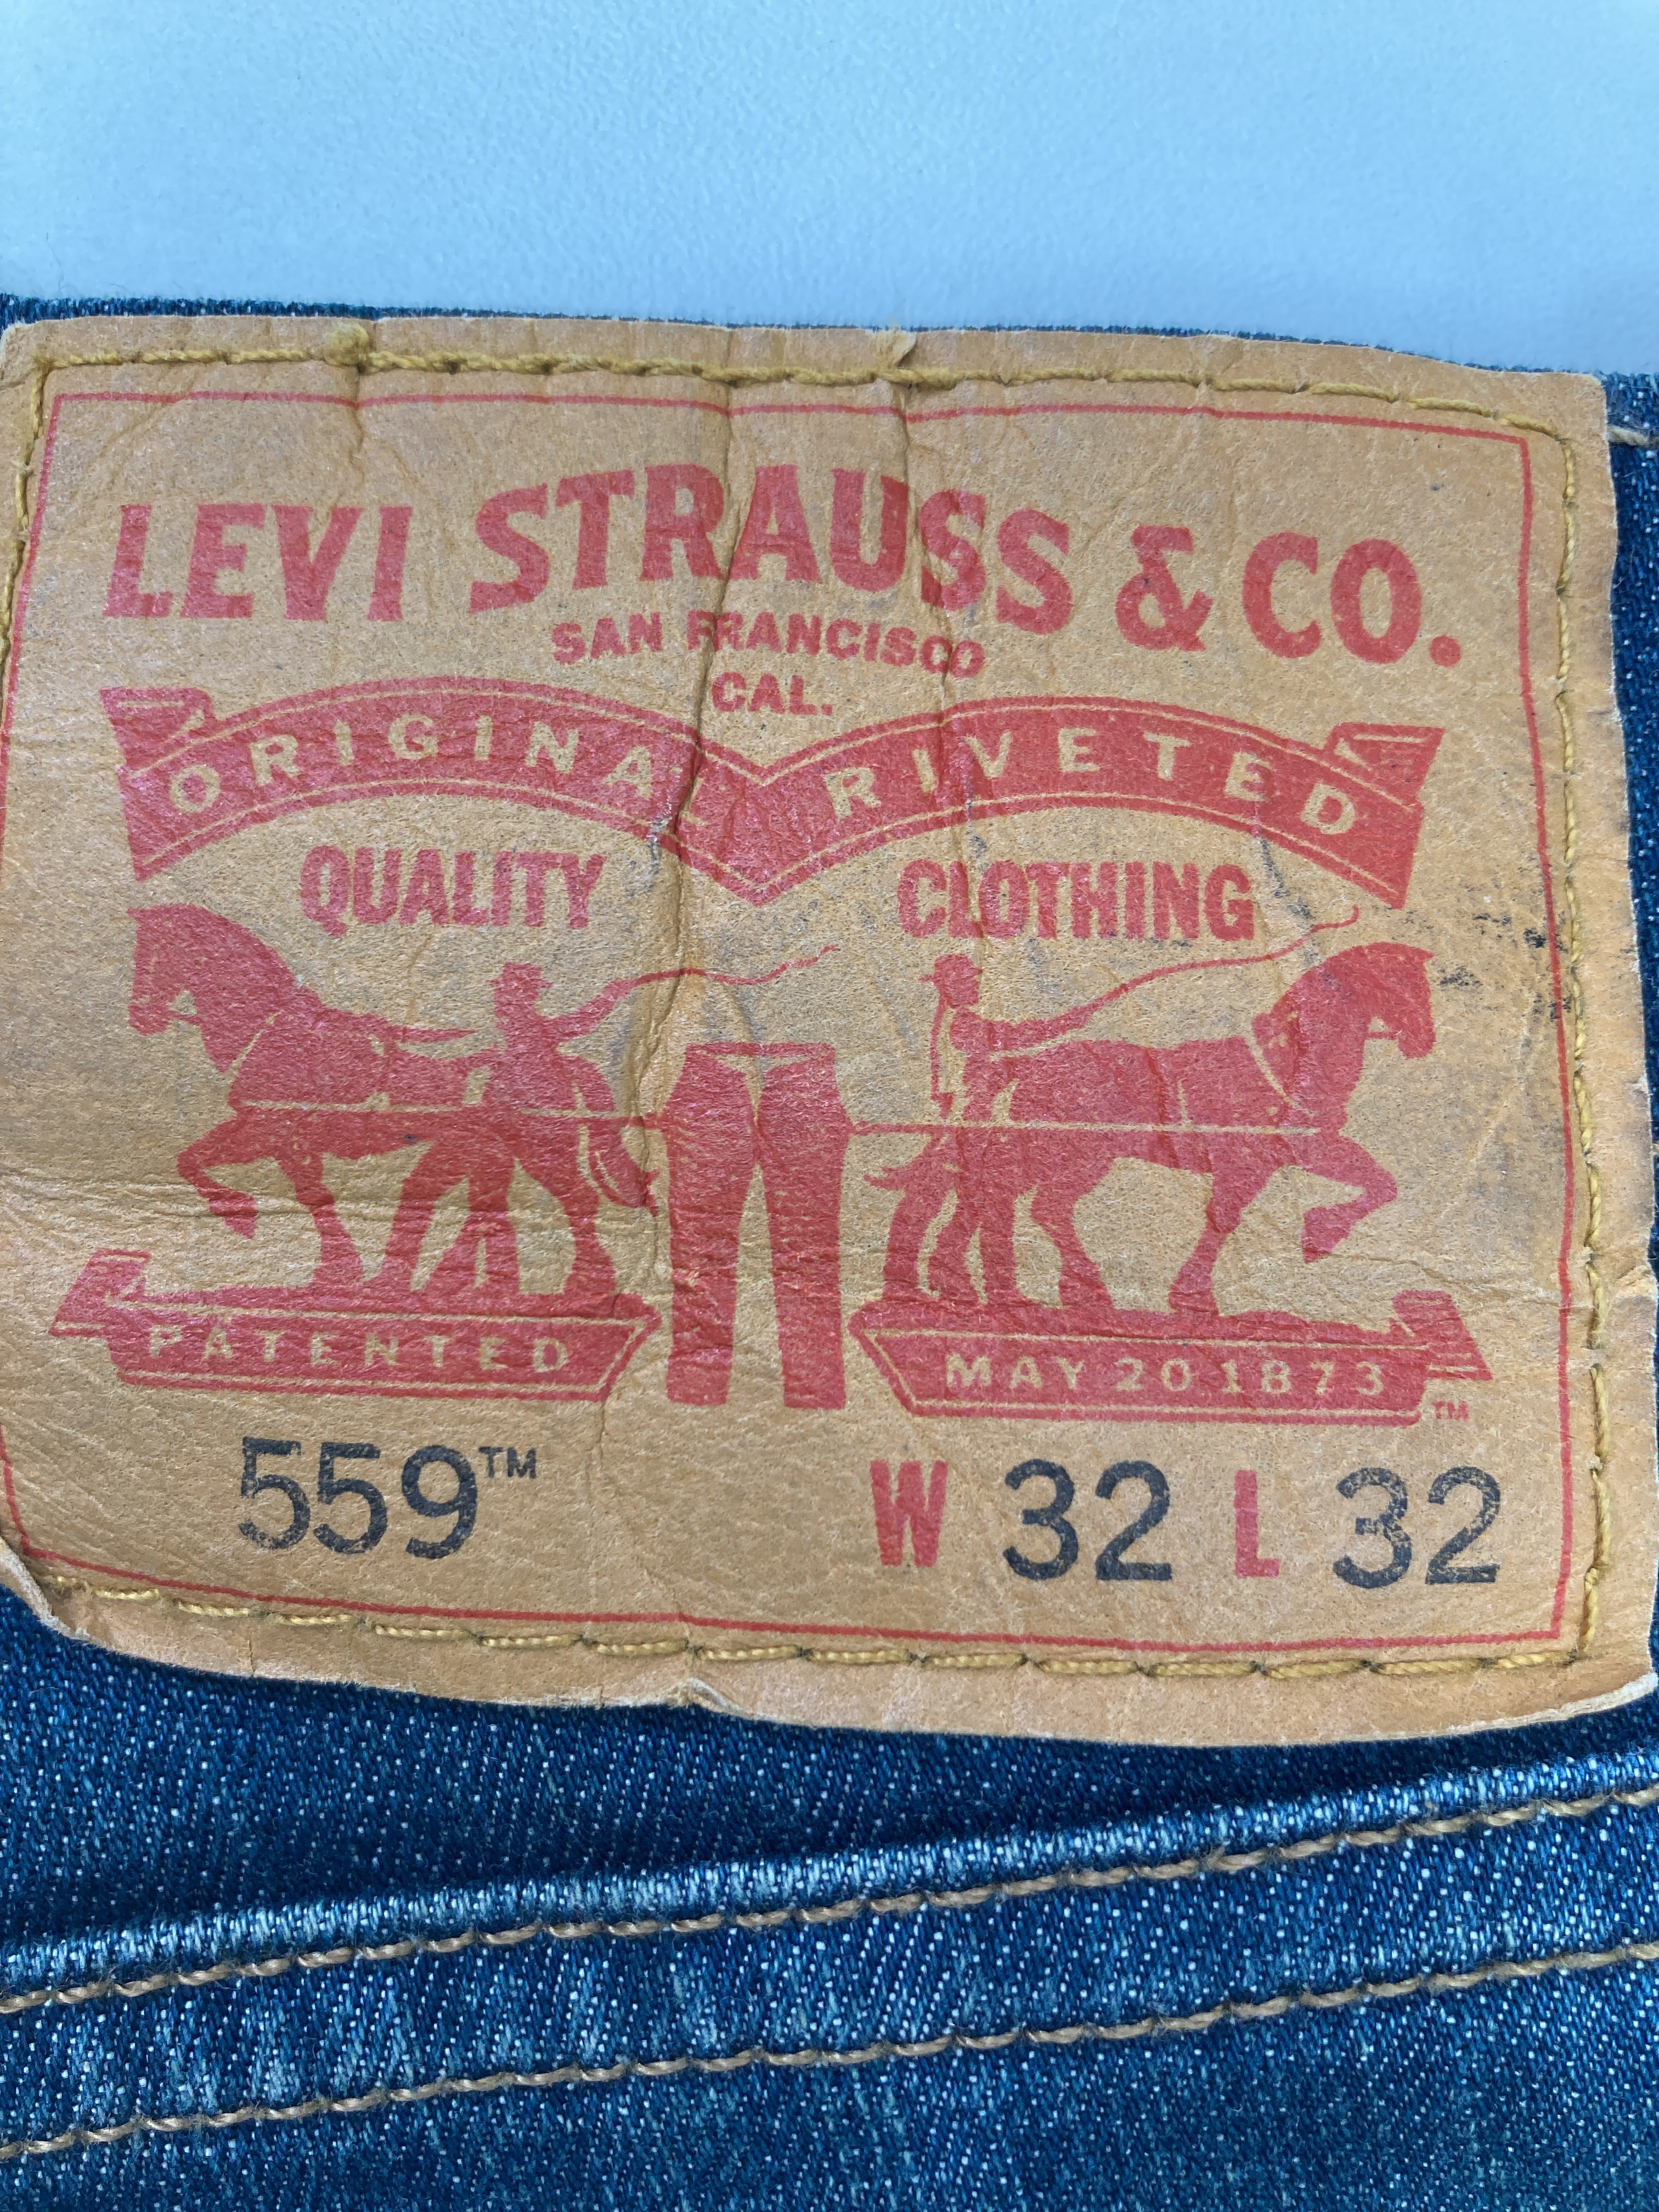 LEVI STRAUSS & CO.
SAN FRANCISCO
CAL.
ORIGINAL RIVETED
QUALITY CLOTHING
PATENTED MAY 20 1873
TM
559™ W 32 L 32